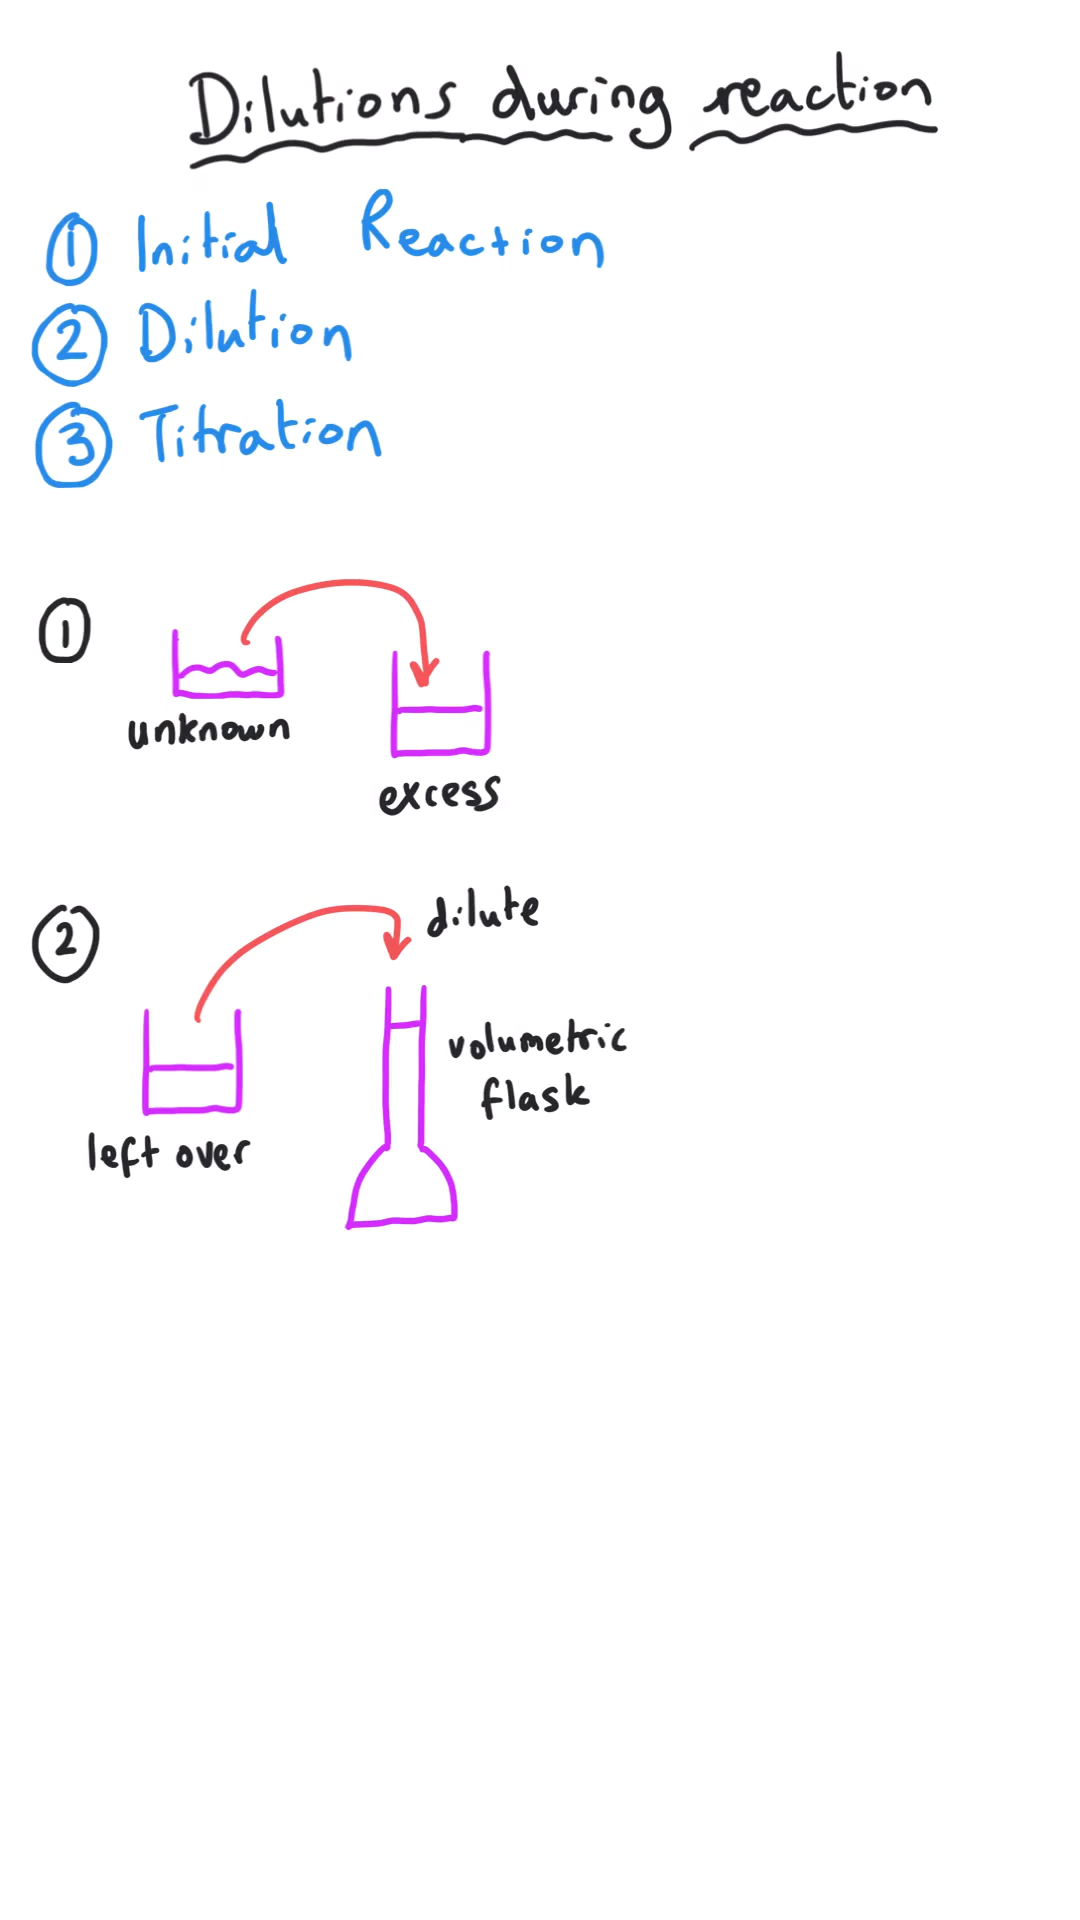 Dilutions during reaction
① Initial Reaction
② Dilution
③ Titration
①
unknown
excess
②
dilute
volumetric
flask
left over